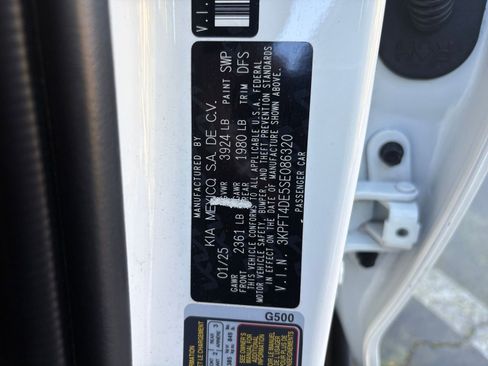 V.I.N.
MANUFACTURED BY
KIA MEXICO S.A. DE C.V.
01/25 3924 LB PAINT SWP
GAWR GAWR
FRONT 2361 LB REAR 1980 LB TRIM DFS
THIS VEHICLE CONFORMS TO ALL APPLICABLE U.S.A. FEDERAL
MOTOR VEHICLE SAFETY, BUMPER, AND THEFT PREVENTION STANDARDS
IN EFFECT ON THE DATE OF MANUFACTURE SHOWN ABOVE.
V.I.N. 3KPFT4DE5SE086320
PASSENGER CAR
G500